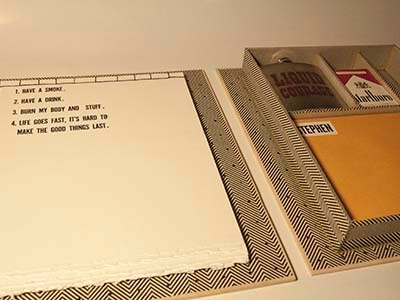 1. HAVE A SMOKE.
2. HAVE A DRINK.
3. BURN MY BODY AND STUFF.
4. LIFE GOES FAST, IT'S HARD TO
MAKE THE GOOD THINGS LAST.
LIQUID
COURAGE
Marlboro
STEPHEN